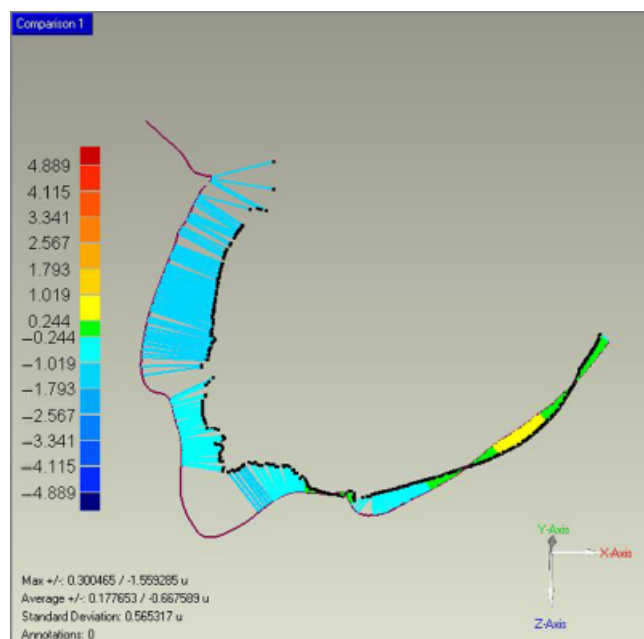 Comparison 1
4.889
4.115
3.341
2.567
1.793
1.019
0.244
-0.244
-1.019
-1.793
-2.567
-3.341
-4.115
-4.889
Y-Axis
X-Axis
Z-Axis
Max +/-: 0.300465 / -1.559285 u
Average +/-: 0.177653 / -0.667589 u
Standard Deviation: 0.565317 u
Annotations: 0